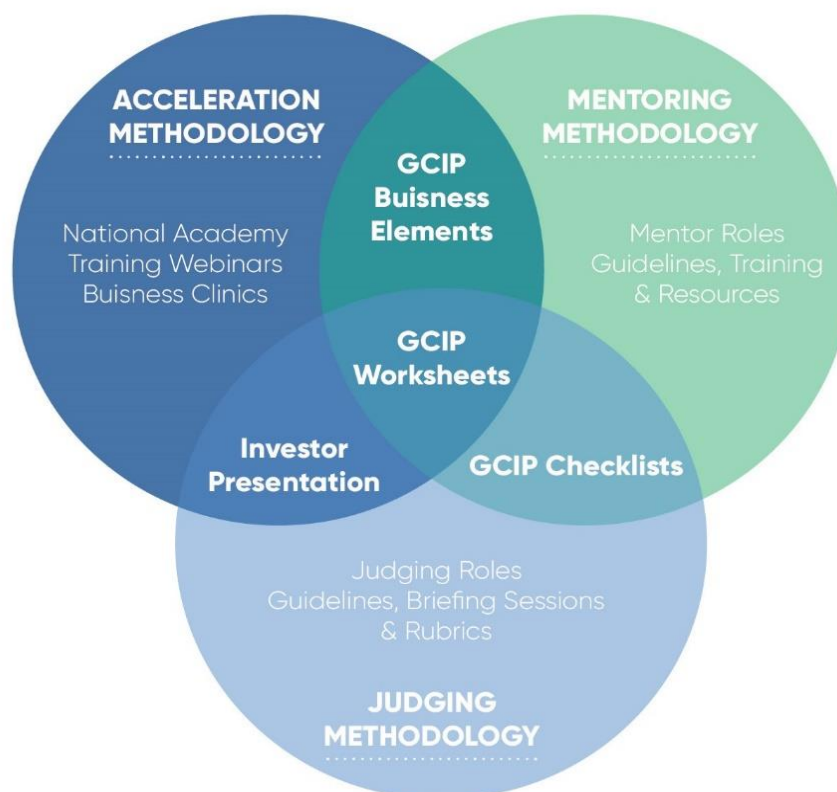 ACCELERATION
METHODOLOGY
National Academy
Training Webinars
Buisness Clinics
GCIP
Buisness
Elements
MENTORING
METHODOLOGY
Mentor Roles
Guidelines, Training
& Resources
GCIP
Worksheets
Investor
Presentation
GCIP Checklists
Judging Roles
Guidelines, Briefing Sessions
& Rubrics
JUDGING
METHODOLOGY